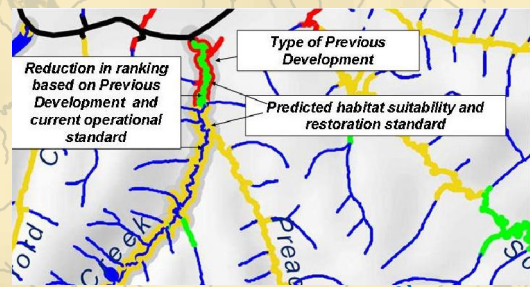 Type of Previous
Development
Reduction in ranking
based on Previous
Development and
current operational
standard
Predicted habitat suitability and
restoration standard
Creek